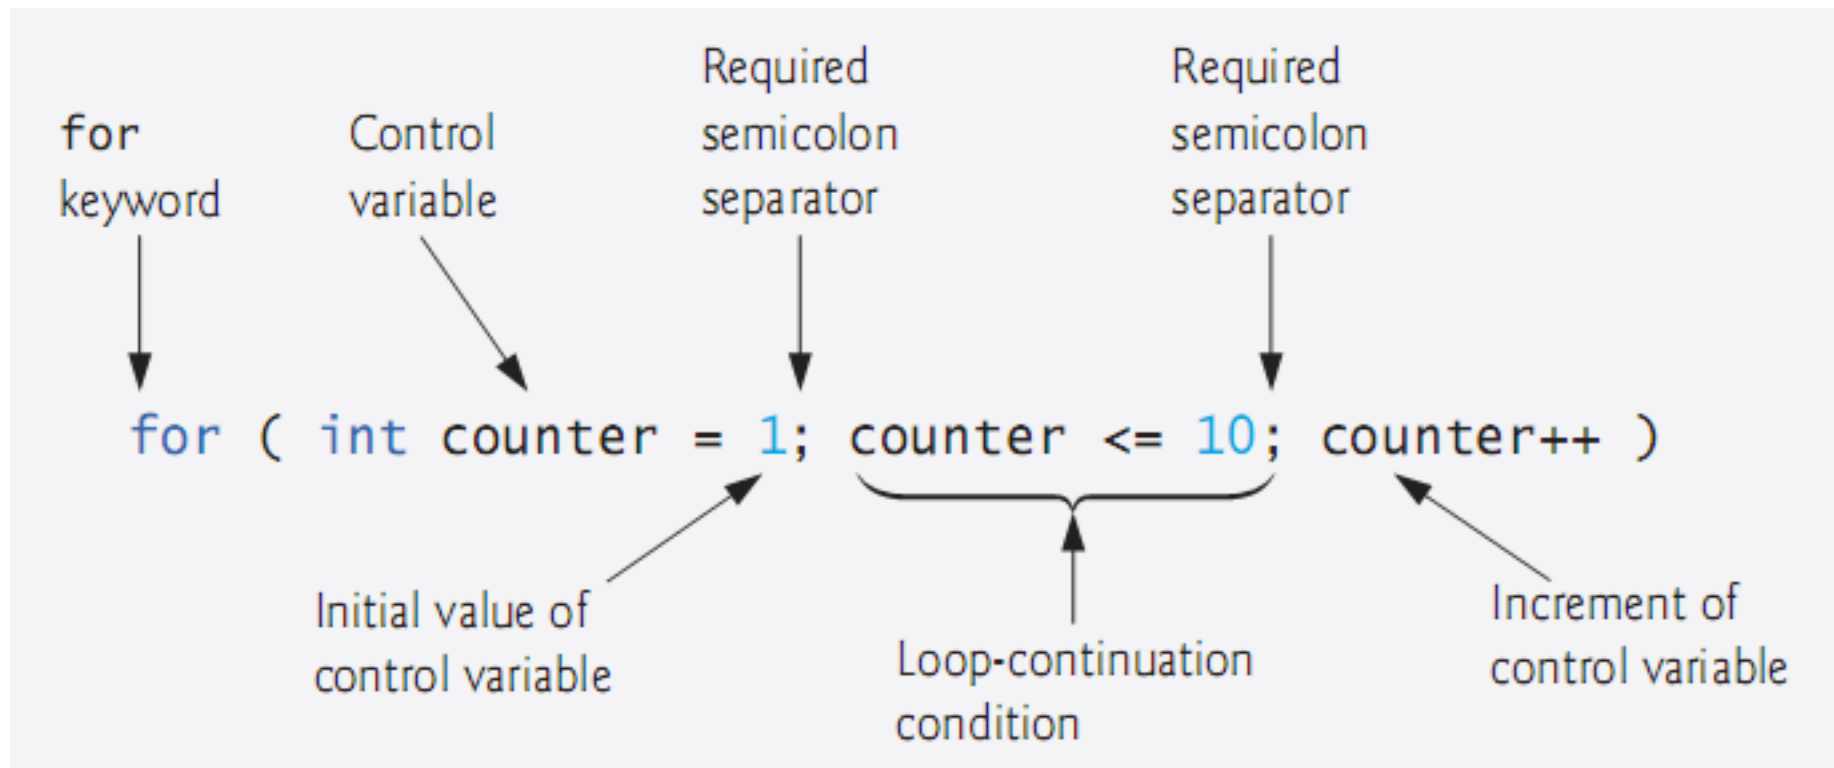 for
keyword
Control
variable
Required
semicolon
separator
Required
semicolon
separator
for ( int counter = 1; counter <= 10; counter++ )
Initial value of
control variable
Loop-continuation
condition
Increment of
control variable